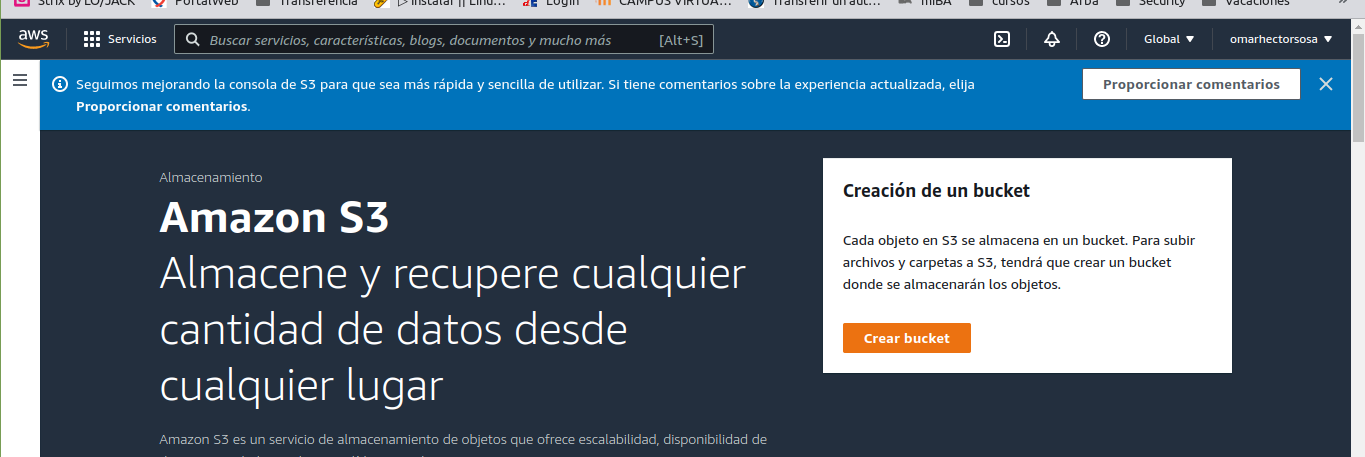 Strix by LO/JACK PortalWeb Transferencia Instalar || Linu... Login CAMPUS VIRTUA... Transferir un aut... miBA cursos Arba Security vacaciones »
aws Servicios Buscar servicios, características, blogs, documentos y mucho más [Alt+S] Global omarhectorsosa
Seguimos mejorando la consola de S3 para que sea más rápida y sencilla de utilizar. Si tiene comentarios sobre la experiencia actualizada, elija
Proporcionar comentarios.
Proporcionar comentarios
Almacenamiento
Amazon S3
Almacene y recupere cualquier
cantidad de datos desde
cualquier lugar
Amazon S3 es un servicio de almacenamiento de objetos que ofrece escalabilidad, disponibilidad de
Creación de un bucket
Cada objeto en S3 se almacena en un bucket. Para subir
archivos y carpetas a S3, tendrá que crear un bucket
donde se almacenarán los objetos.
Crear bucket